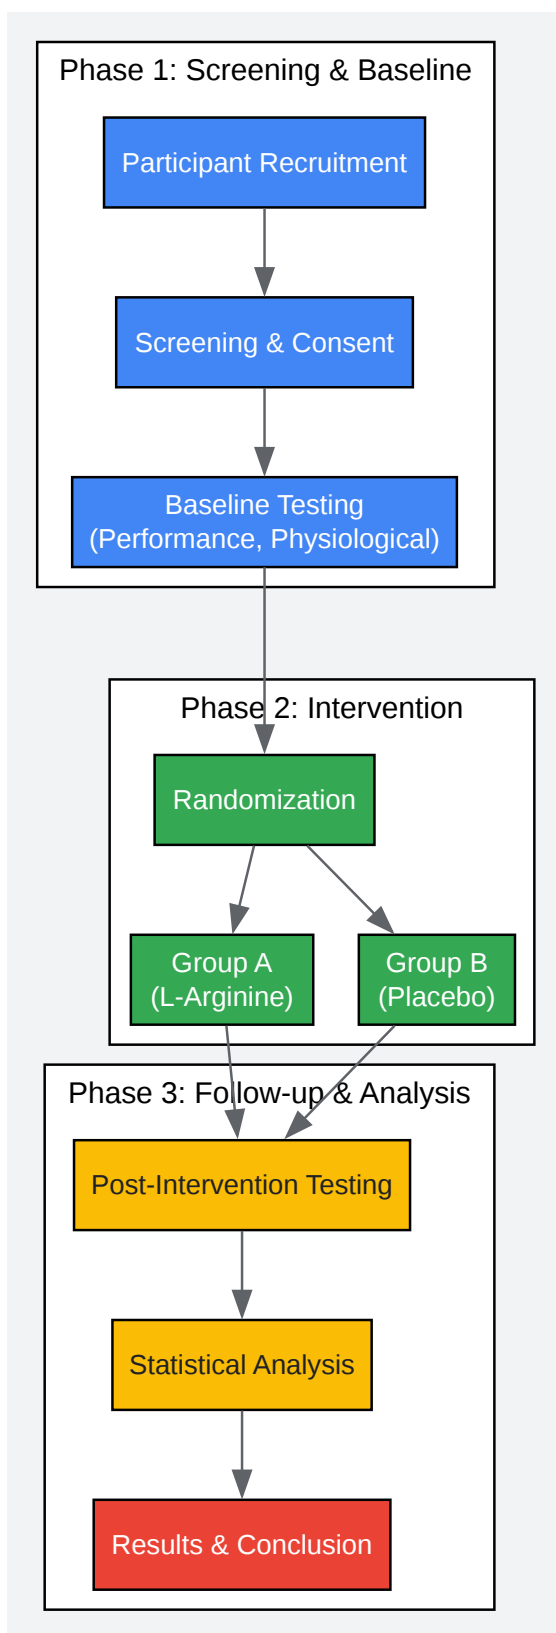 Phase 1: Screening & Baseline
Participant Recruitment
Screening & Consent
Baseline Testing
(Performance, Physiological)
Phase 2: Intervention
Randomization
Group A
(L-Arginine)
Group B
(Placebo)
Phase 3: Follow-up & Analysis
Post-Intervention Testing
Statistical Analysis
Results & Conclusion